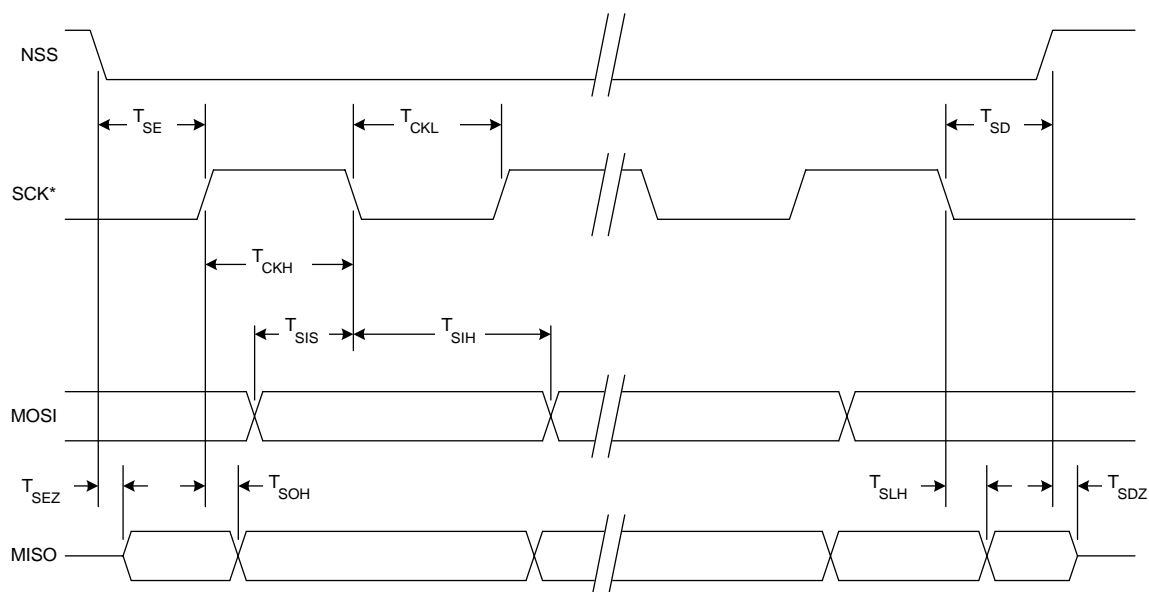 NSS
T_SE
T_CKL
T_SD
SCK*
T_CKH
T_SIS
T_SIH
MOSI
T_SEZ
T_SOH
T_SLH
T_SDZ
MISO